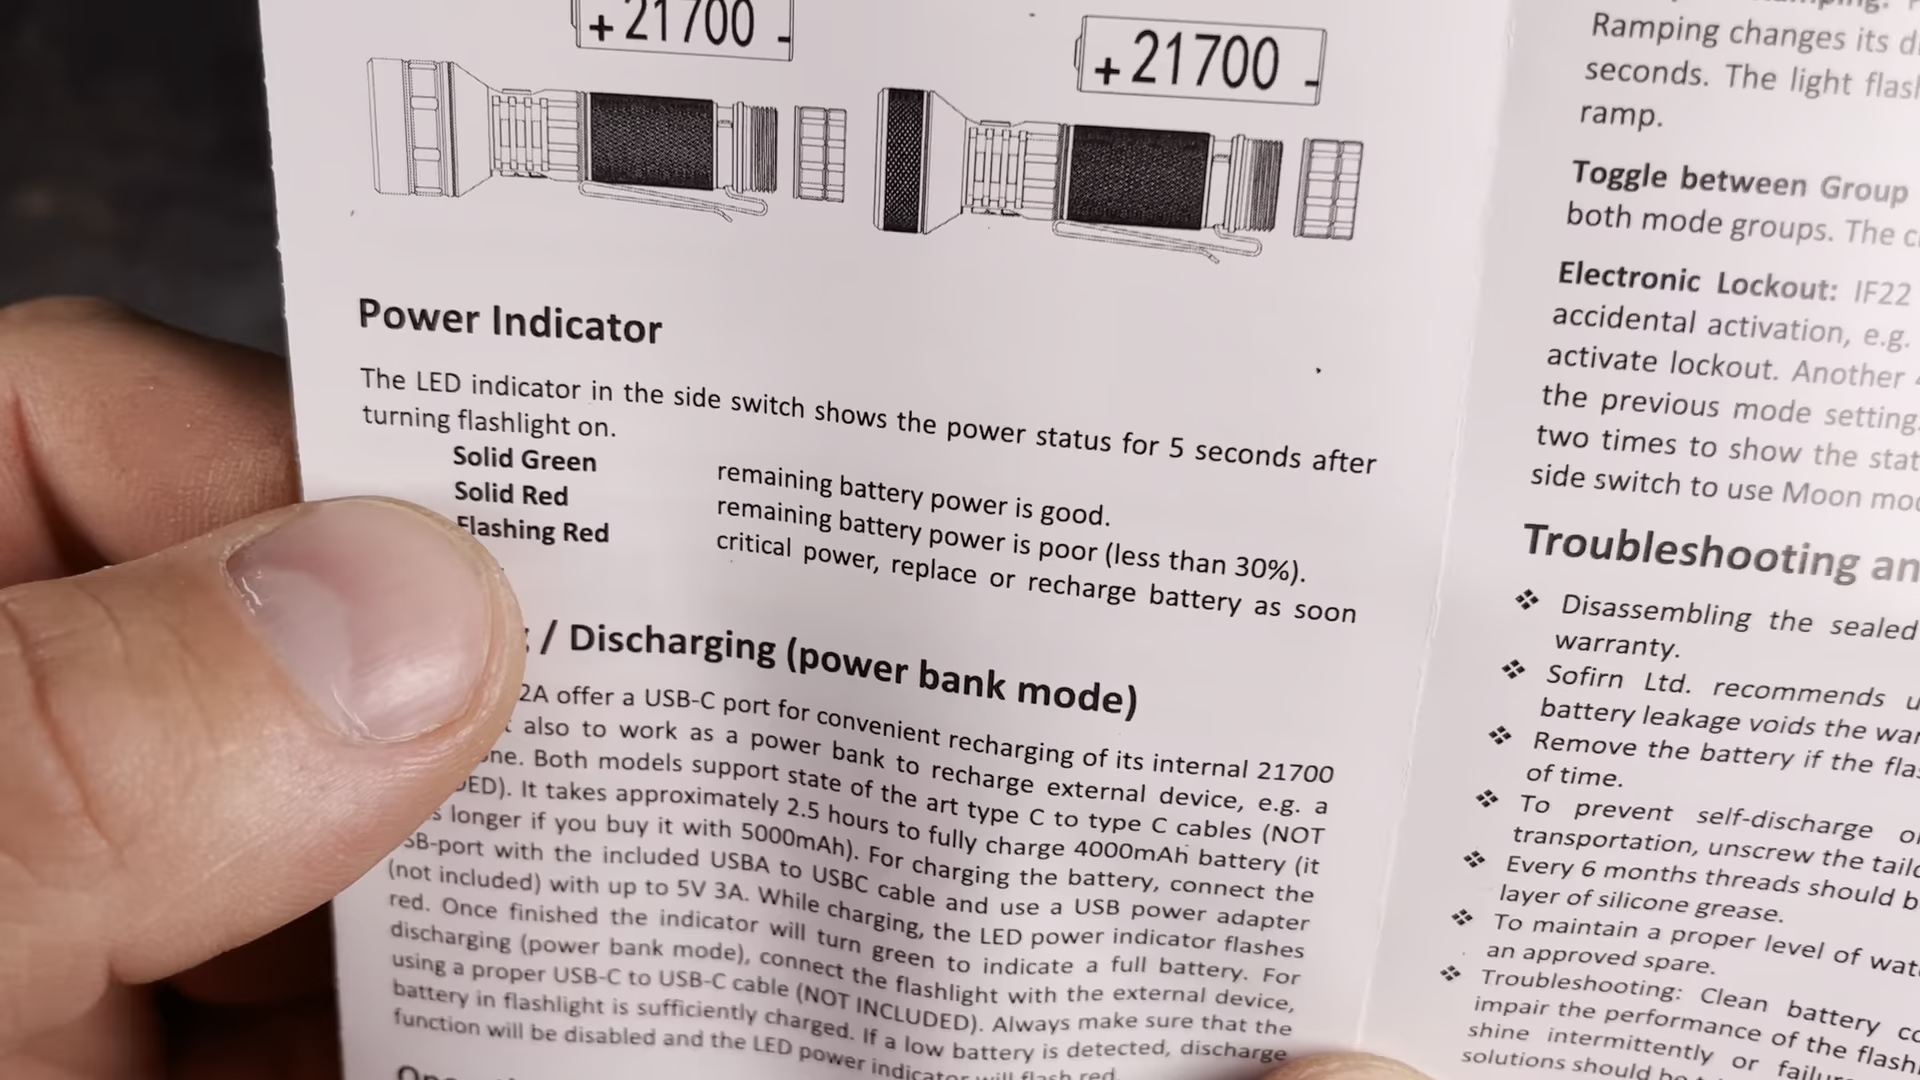 + 21700 -
+ 21700 -
Power Indicator
The LED indicator in the side switch shows the power status for 5 seconds after
turning flashlight on.
Solid Green remaining battery power is good.
Solid Red remaining battery power is poor (less than 30%).
Flashing Red critical power, replace or recharge battery as soon
/ Discharging (power bank mode)
2A offer a USB-C port for convenient recharging of its internal 21700
also to work as a power bank to recharge external device, e.g. a
Both models support state of the art type C to type C cables (NOT
It takes approximately 2.5 hours to fully charge 4000mAh battery (it
longer if you buy it with 5000mAh). For charging the battery, connect the
USB-port with the included USBA to USBC cable and use a USB power adapter
(not included) with up to 5V 3A. While charging, the LED power indicator flashes
red. Once finished the indicator will turn green to indicate a full battery. For
discharging (power bank mode), connect the flashlight with the external device,
using a proper USB-C to USB-C cable (NOT INCLUDED). Always make sure that the
battery in flashlight is sufficiently charged. If a low battery is detected, discharge
function will be disabled and the LED power indicator will flash red.
Ramping changes its
seconds. The light
ramp.
Toggle between Group
both mode groups. The
Electronic Lockout: IF22
accidental activation, e.g.
activate lockout. Another
the previous mode
two times to show the
side switch to use Moon
Troubleshooting
❖ Disassembling the sealed
warranty.
❖ Sofirn Ltd. recommends
battery leakage voids the
❖ Remove the battery if the
of time.
❖ To prevent self-discharge
transportation, unscrew the
❖ Every 6 months threads should
layer of silicone grease.
❖ To maintain a proper level of
an approved spare.
❖ Troubleshooting: Clean battery
impair the performance of the
shine intermittently or
solutions should